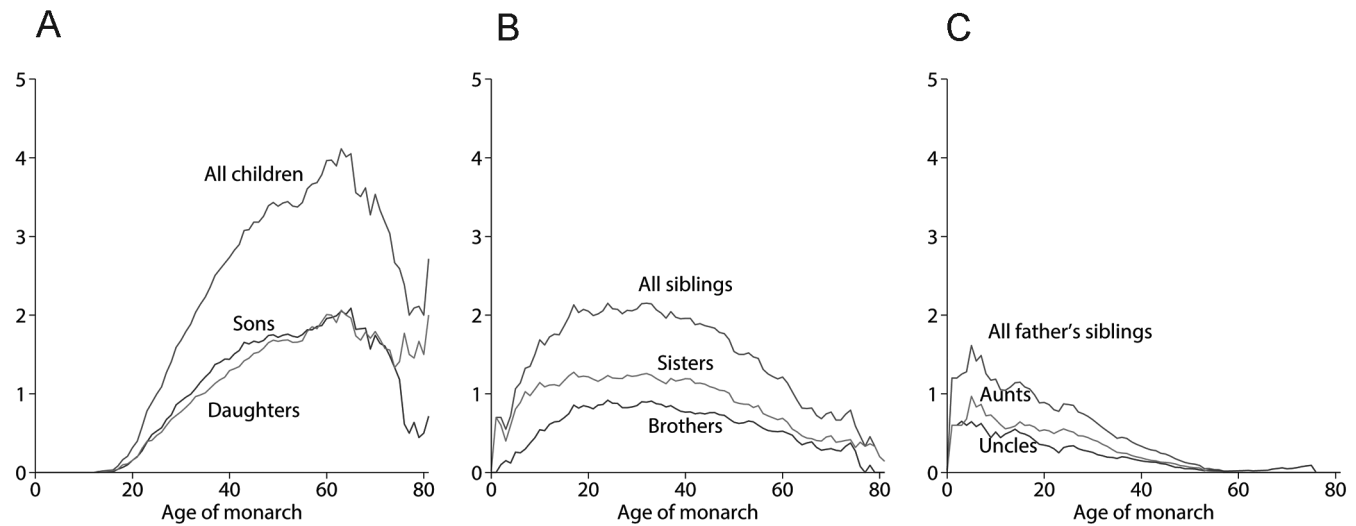 A
5
4
3
2
1
0
All children
Sons
Daughters
0 20 40 60 80
Age of monarch
B
5
4
3
2
1
0
All siblings
Sisters
Brothers
0 20 40 60 80
Age of monarch
C
5
4
3
2
1
0
All father's siblings
Aunts
Uncles
0 20 40 60 80
Age of monarch